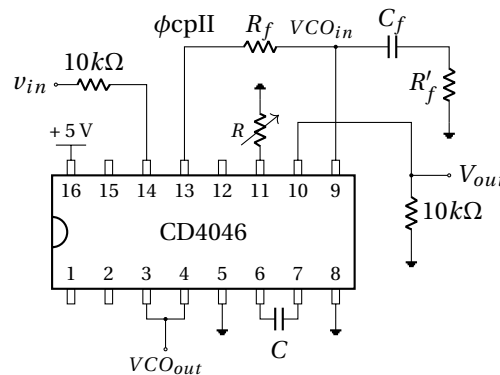 ϕcpII
R_f
VCO_in
C_f
v_in
10kΩ
R'_f
R
+5V
V_out
16 15 14 13 12 11 10 9
10kΩ
CD4046
1 2 3 4 5 6 7 8
VCO_out
C